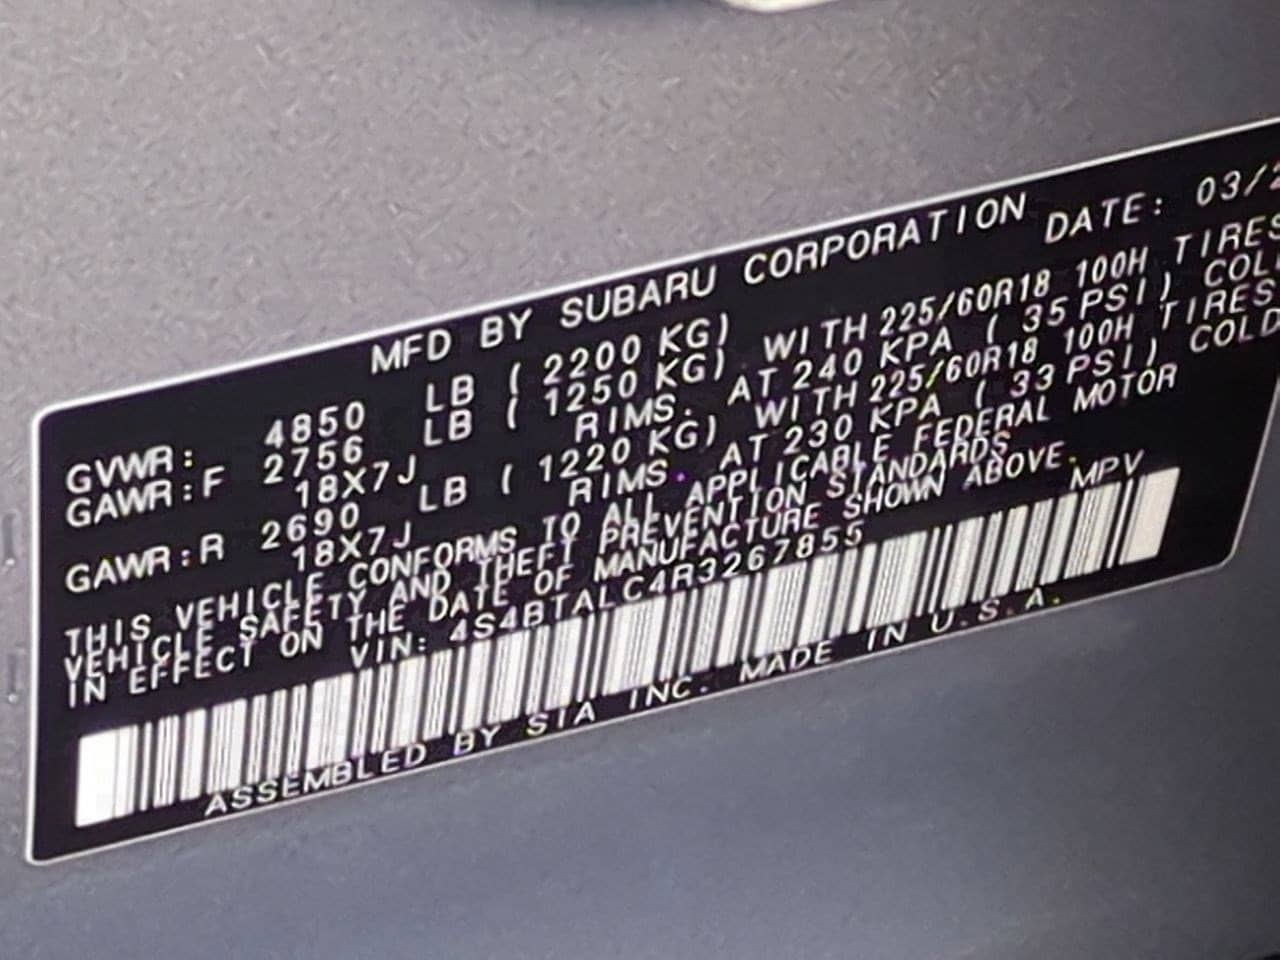 MFD BY SUBARU CORPORATION
DATE: 03/
GVWR: 4850 LB ( 2200 KG)
GAWR:F 2756 LB ( 1250 KG) WITH 225/60R18 100H TIRES
18X7J RIMS. AT 240 KPA ( 35 PSI) COL
GAWR:R 2690 LB ( 1220 KG) WITH 225/60R18 100H TIRES
18X7J RIMS. AT 230 KPA ( 33 PSI) COLD
THIS VEHICLE CONFORMS TO ALL APPLICABLE FEDERAL MOTOR
VEHICLE SAFETY AND THEFT PREVENTION STANDARDS
IN EFFECT ON THE DATE OF MANUFACTURE SHOWN ABOVE.
VIN: 4S4BTALC4R3267855 MPV
ASSEMBLED BY SIA INC. MADE IN U.S.A.